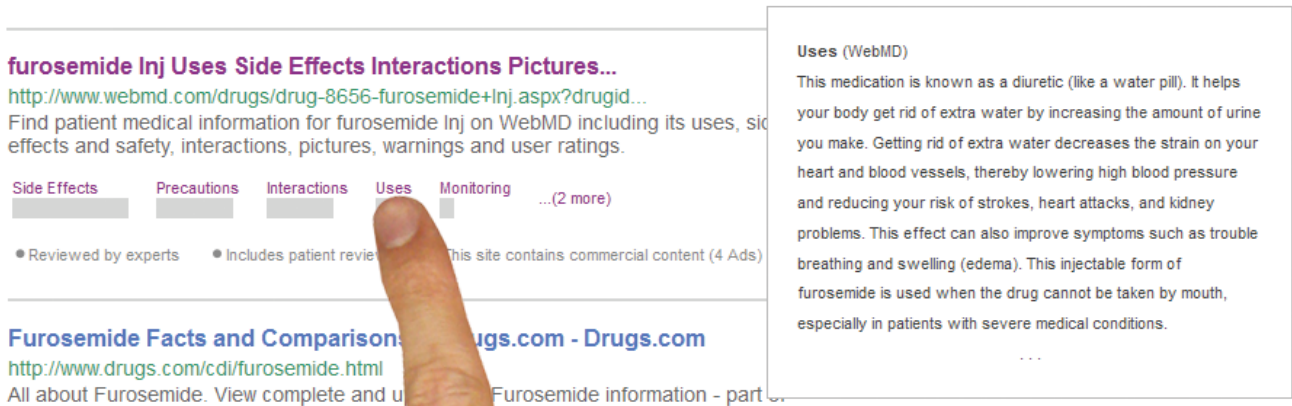 furosemide Inj Uses Side Effects Interactions Pictures...
http://www.webmd.com/drugs/drug-8656-furosemide+Inj.aspx?drugid...
Find patient medical information for furosemide Inj on WebMD including its uses,
effects and safety, interactions, pictures, warnings and user ratings.
Side Effects Precautions Interactions Uses Monitoring ...(2 more)
Reviewed by experts Includes patient This site contains commercial content (4 Ads)
Furosemide Facts and Drugs.com
http://www.drugs.com/cdi/furosemide.html
All about Furosemide. View complete and Furosemide information - part
Uses (WebMD)
This medication is known as a diuretic (like a water pill). It helps
your body get rid of extra water by increasing the amount of urine
you make. Getting rid of extra water decreases the strain on your
heart and blood vessels, thereby lowering high blood pressure
and reducing your risk of strokes, heart attacks, and kidney
problems. This effect can also improve symptoms such as trouble
breathing and swelling (edema). This injectable form of
furosemide is used when the drug cannot be taken by mouth,
especially in patients with severe medical conditions.
. . .